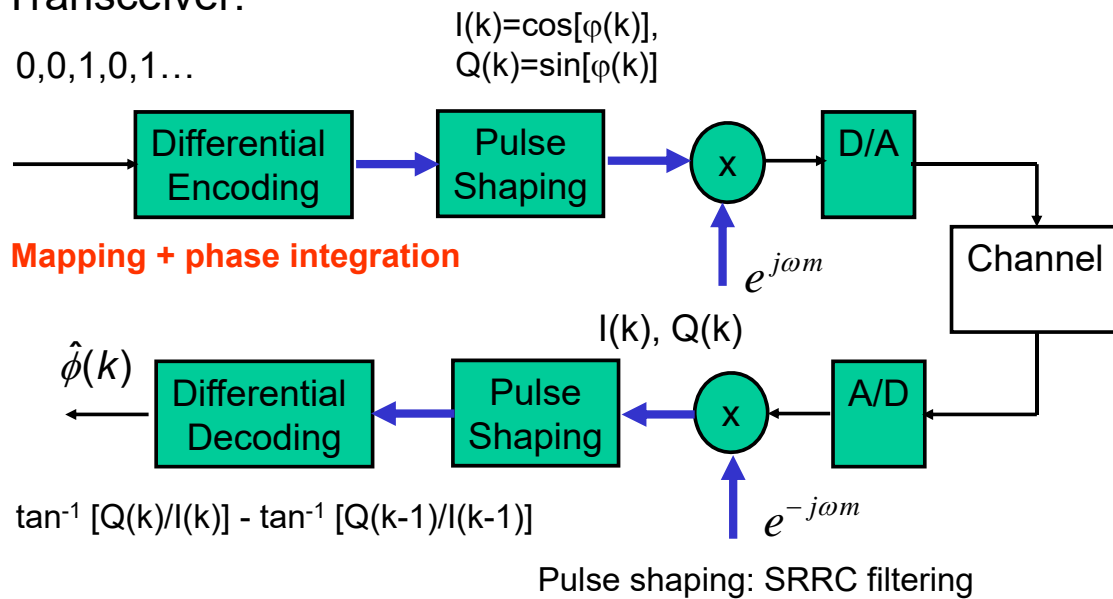 Transceiver:
I(k)=cos[φ(k)],
0,0,1,0,1…
Q(k)=sin[φ(k)]
Differential
Encoding
Pulse
Shaping
x
D/A
Mapping + phase integration
e^{jωm}
Channel
I(k), Q(k)
ϕ̂(k)
Differential
Decoding
Pulse
Shaping
x
A/D
tan⁻¹ [Q(k)/I(k)] - tan⁻¹ [Q(k-1)/I(k-1)]
e^{-jωm}
Pulse shaping: SRRC filtering